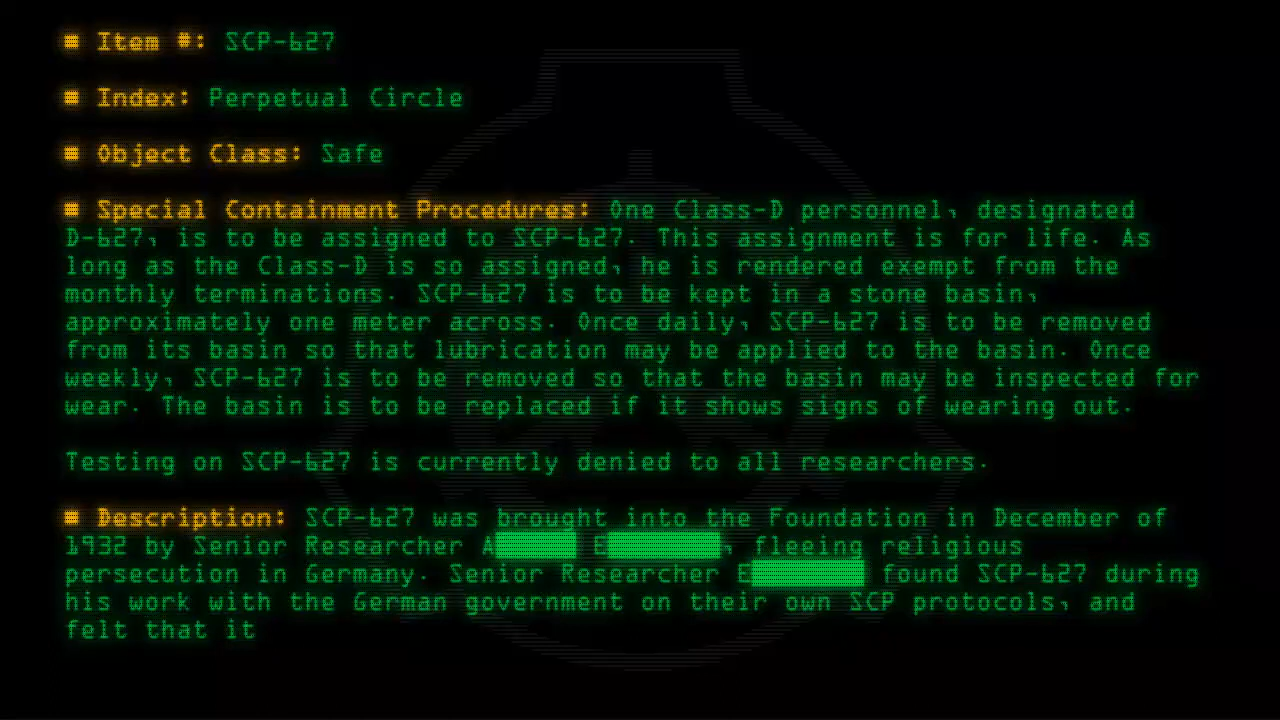 ■ Item #: SCP-627
■ Index: Perpetual Circle
■ Object Class: Safe
■ Special Containment Procedures: One Class-D personnel, designated
D-627, is to be assigned to SCP-627. This assignment is for life. As
long as the Class-D is so assigned, he is rendered exempt from the
monthly terminations. SCP-627 is to be kept in a stone basin,
approximately one meter across. Once daily, SCP-627 is to be removed
from its basin so that lubrication may be applied to the basin. Once
weekly, SCP-627 is to be removed so that the basin may be inspected for
wear. The basin is to be replaced if it shows signs of wearing out.
Testing on SCP-627 is currently denied to all researchers.
■ Description: SCP-627 was brought into the Foundation in December of
1932 by Senior Researcher A█████ E███████, fleeing religious
persecution in Germany. Senior Researcher E███████ found SCP-627 during
his work with the German government on their own SCP protocols, and
felt that it